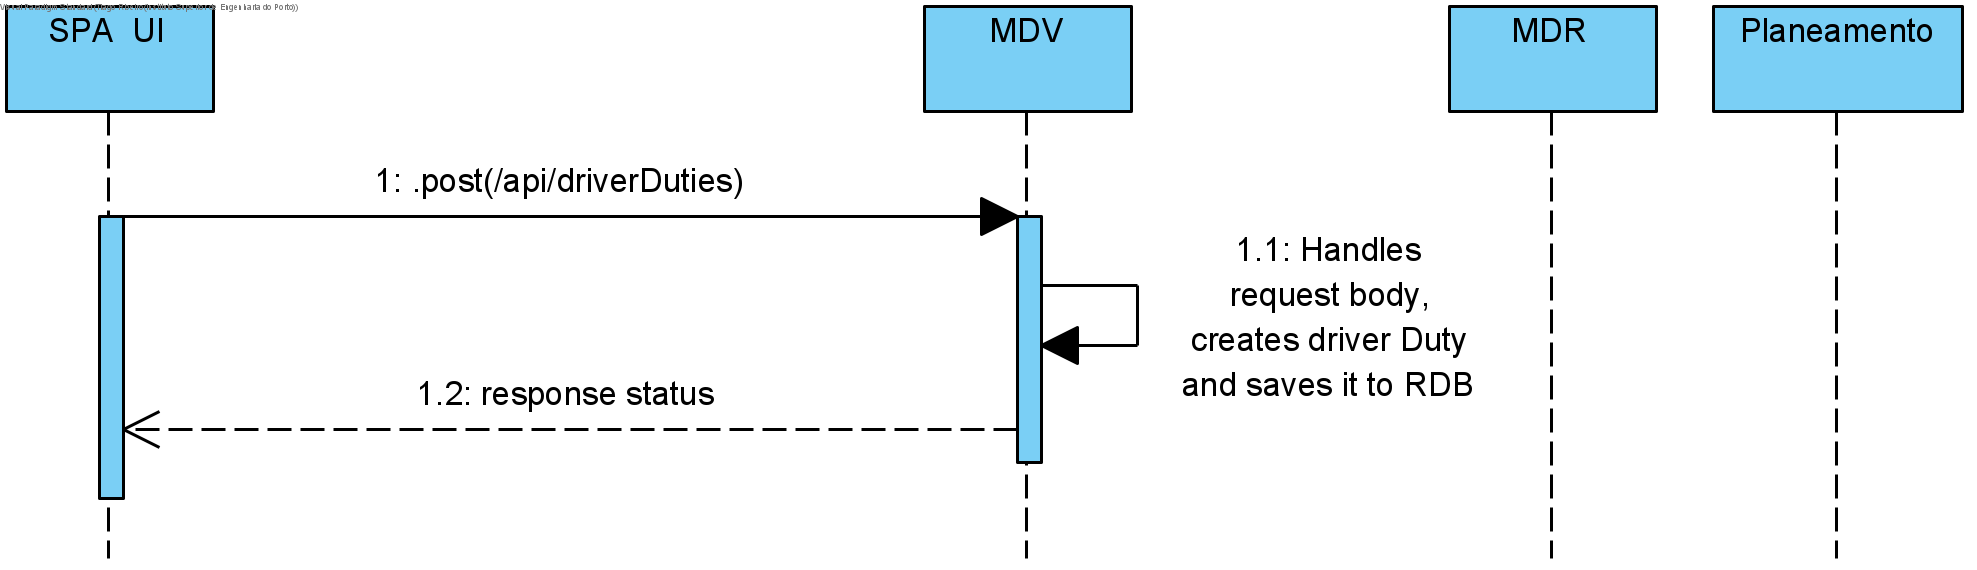 Engenharia do Porto))
SPA UI
MDV
MDR
Planeamento
1: .post(/api/driverDuties)
1.1: Handles
request body,
creates driver Duty
and saves it to RDB
1.2: response status